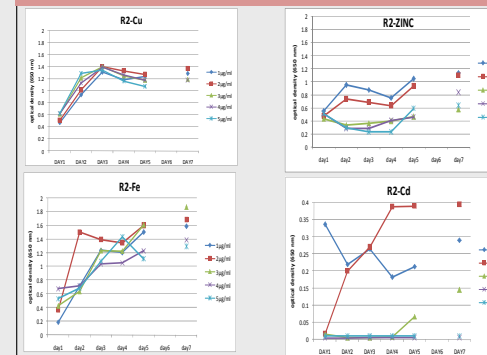 R2-Cu
optical density (650 nm)
2
1.8
1.6
1.4
1.2
1
0.8
0.6
0.4
0.2
0
DAY1 DAY2 DAY3 DAY4 DAY5 DAY6 DAY7
1µg/ml
2µg/ml
3µg/ml
4µg/ml
5µg/ml
R2-ZINC
optical density (650 nm)
2
1.8
1.6
1.4
1.2
1
0.8
0.6
0.4
0.2
0
day1 day2 day3 day4 day5 day6 day7
R2-Fe
optical density (650 nm)
2
1.8
1.6
1.4
1.2
1
0.8
0.6
0.4
0.2
0
day1 day2 day3 day4 day5 day6 day7
1µg/ml
2µg/ml
3µg/ml
4µg/ml
5µg/ml
R2-Cd
optical density (650 nm)
0.4
0.35
0.3
0.25
0.2
0.15
0.1
0.05
0
DAY1 DAY2 DAY3 DAY4 DAY5 DAY6 DAY7